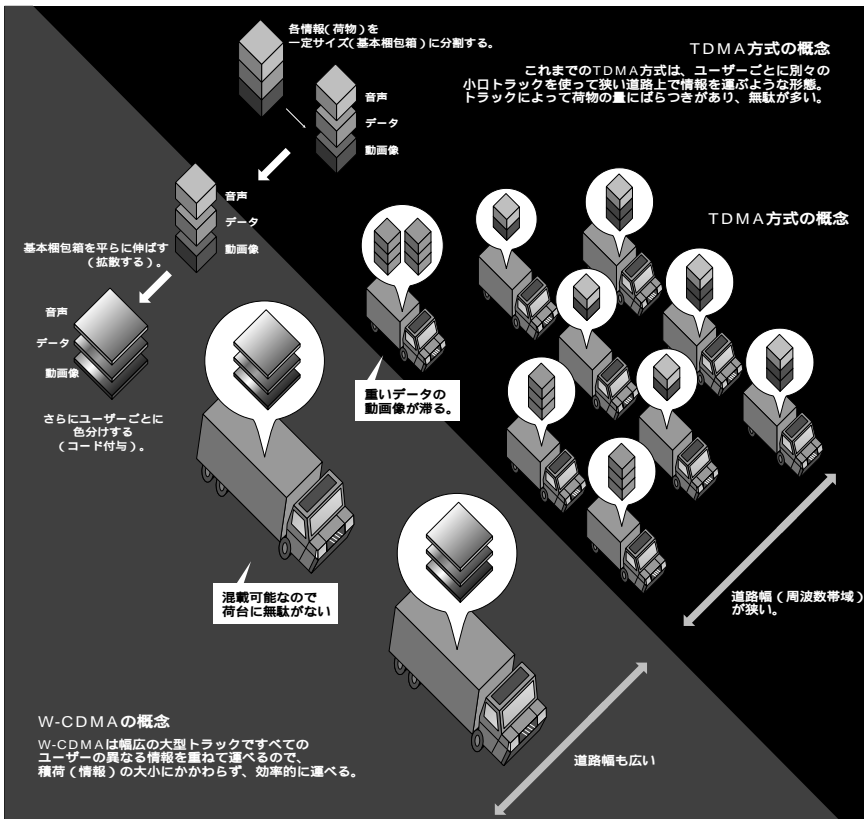 各情報(荷物)を
一定サイズ(基本梱包箱)に分割する。
TDMA方式の概念
これまでのTDMA方式は、ユーザーごとに別々の
小口トラックを使って狭い道路上で情報を運ぶような形態。
トラックによって荷物の量にばらつきがあり、無駄が多い。
音声
データ
動画像
音声
データ
動画像
TDMA方式の概念
基本梱包箱を平らに伸ばす
(拡散する)。
音声
データ
動画像
重いデータの
動画像が滞る。
さらにユーザーごとに
色分けする
(コード付与)。
混載可能なので
荷台に無駄がない
道路幅(周波数帯域)
が狭い。
W-CDMAの概念
W-CDMAは幅広の大型トラックですべての
ユーザーの異なる情報を重ねて運べるので、
積荷(情報)の大小にかかわらず、効率的に運べる。
道路幅も広い